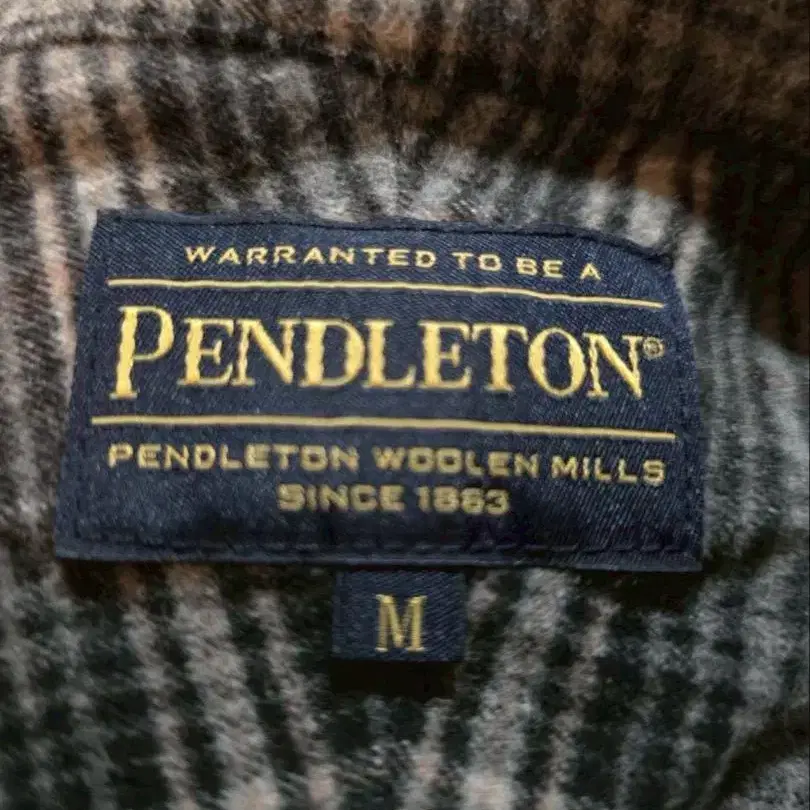 WARRANTED TO BE A
PENDLETON®
PENDLETON WOOLEN MILLS
SINCE 1863
M